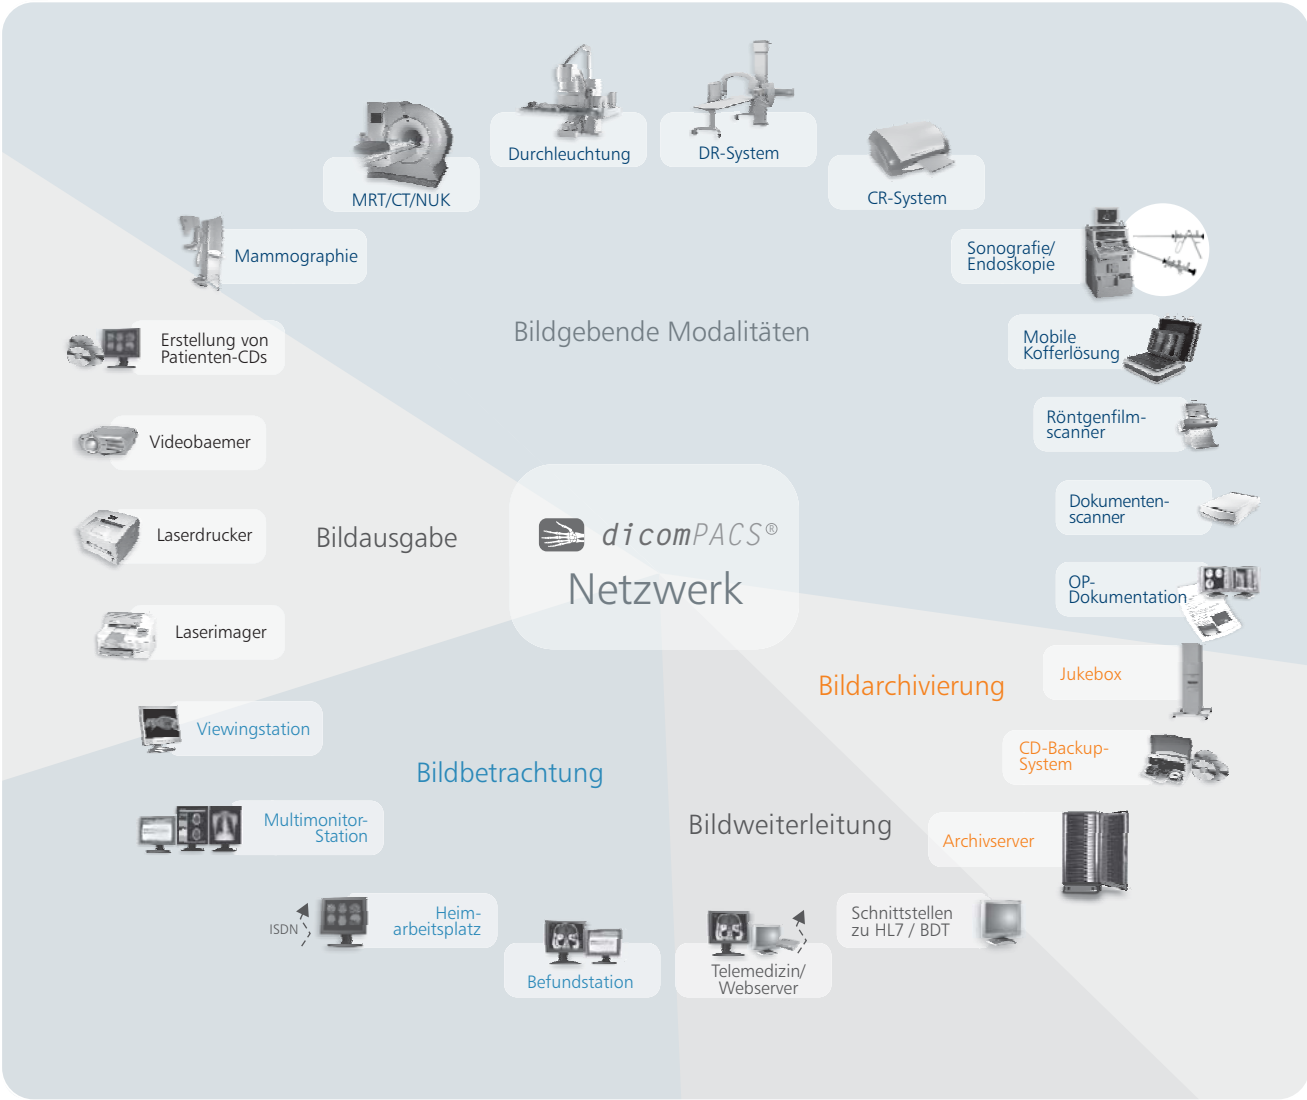 Durchleuchtung
DR-System
MRT/CT/NUK
CR-System
Mammographie
Sonografie/
Endoskopie
Erstellung von
Patienten-CDs
Bildgebende Modalitäten
Mobile
Kofferlösung
Videobaemer
Röntgenfilm-
scanner
Laserdrucker
Bildausgabe
dicomPACS®
Netzwerk
Dokumenten-
scanner
OP-
Dokumentation
Laserimager
Bildarchivierung
Jukebox
Viewingstation
Bildbetrachtung
CD-Backup-
System
Multimonitor-
Station
Bildweiterleitung
Archivserver
ISDN
Heim-
arbeitsplatz
Schnittstellen
zu HL7 / BDT
Befundstation
Telemedizin/
Webserver